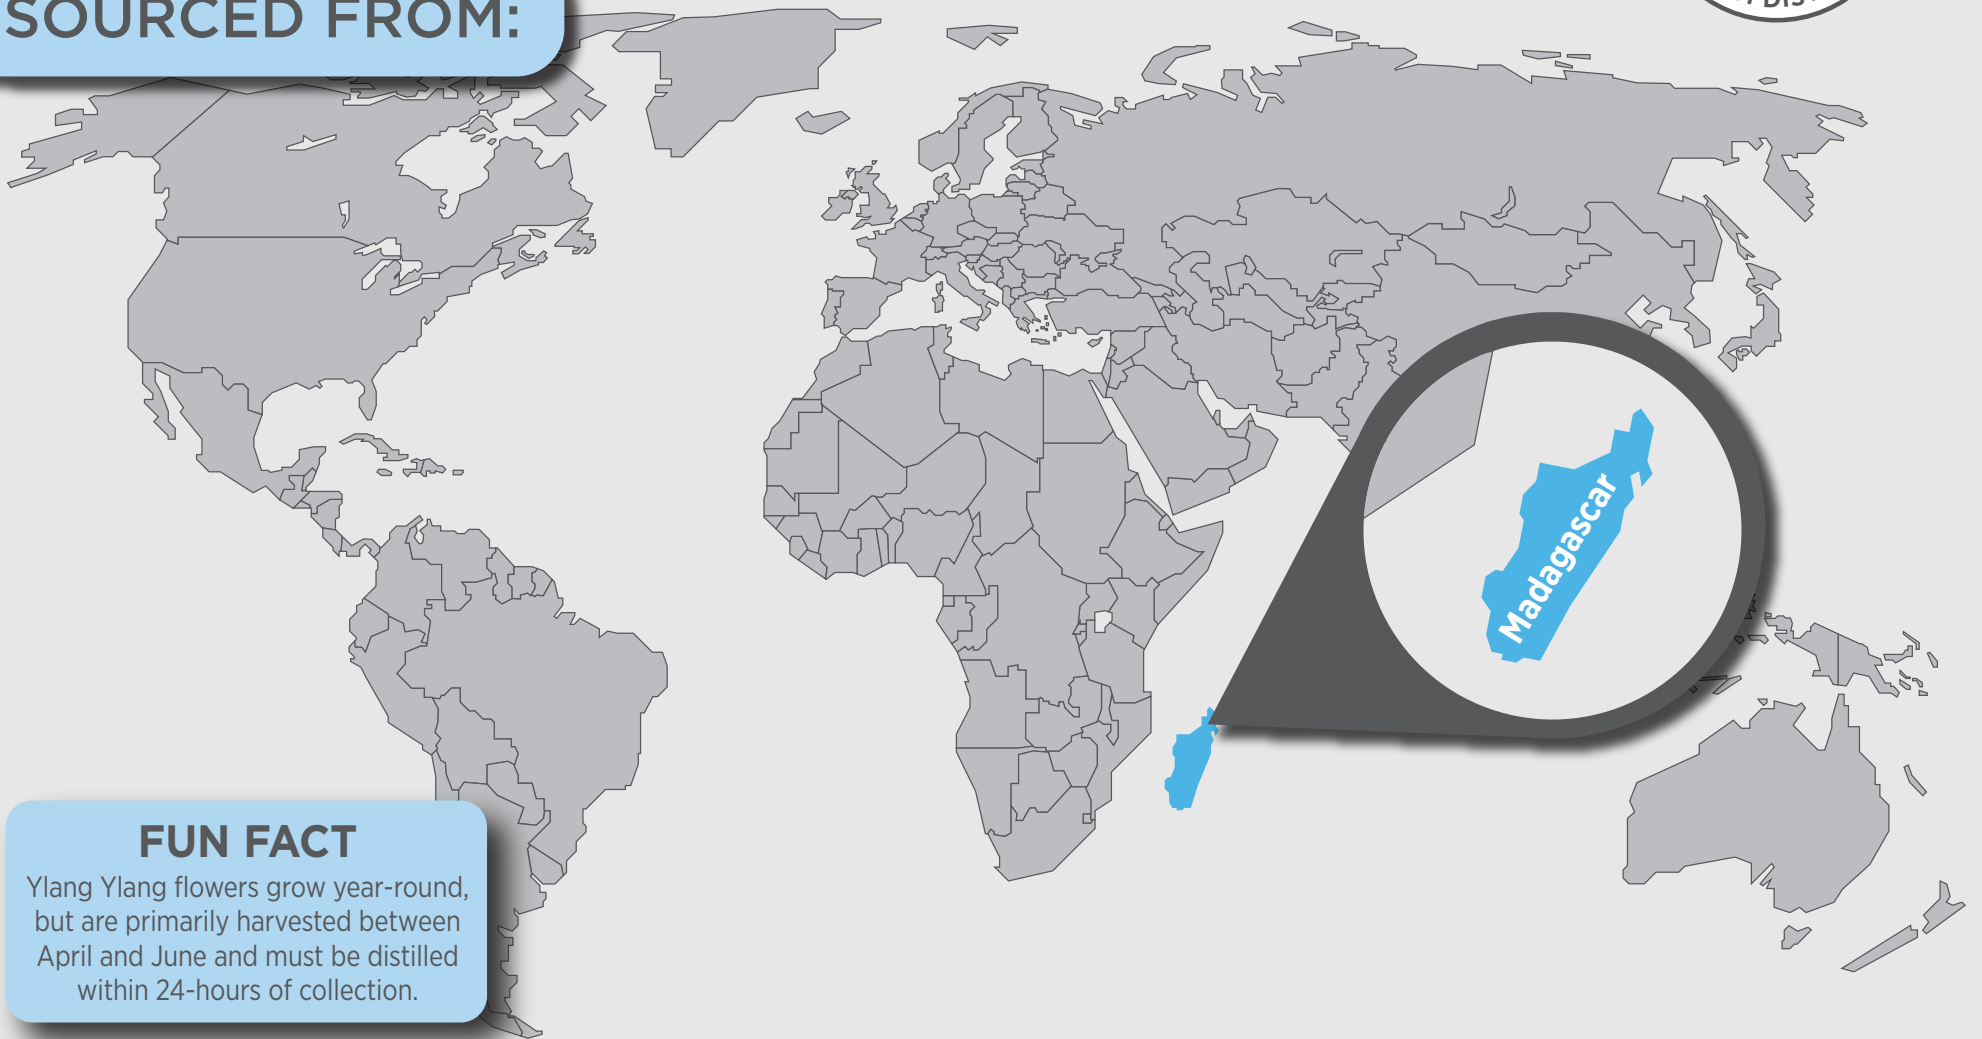 SOURCED FROM:
Madagascar
FUN FACT
Ylang Ylang flowers grow year-round,
but are primarily harvested between
April and June and must be distilled
within 24-hours of collection.